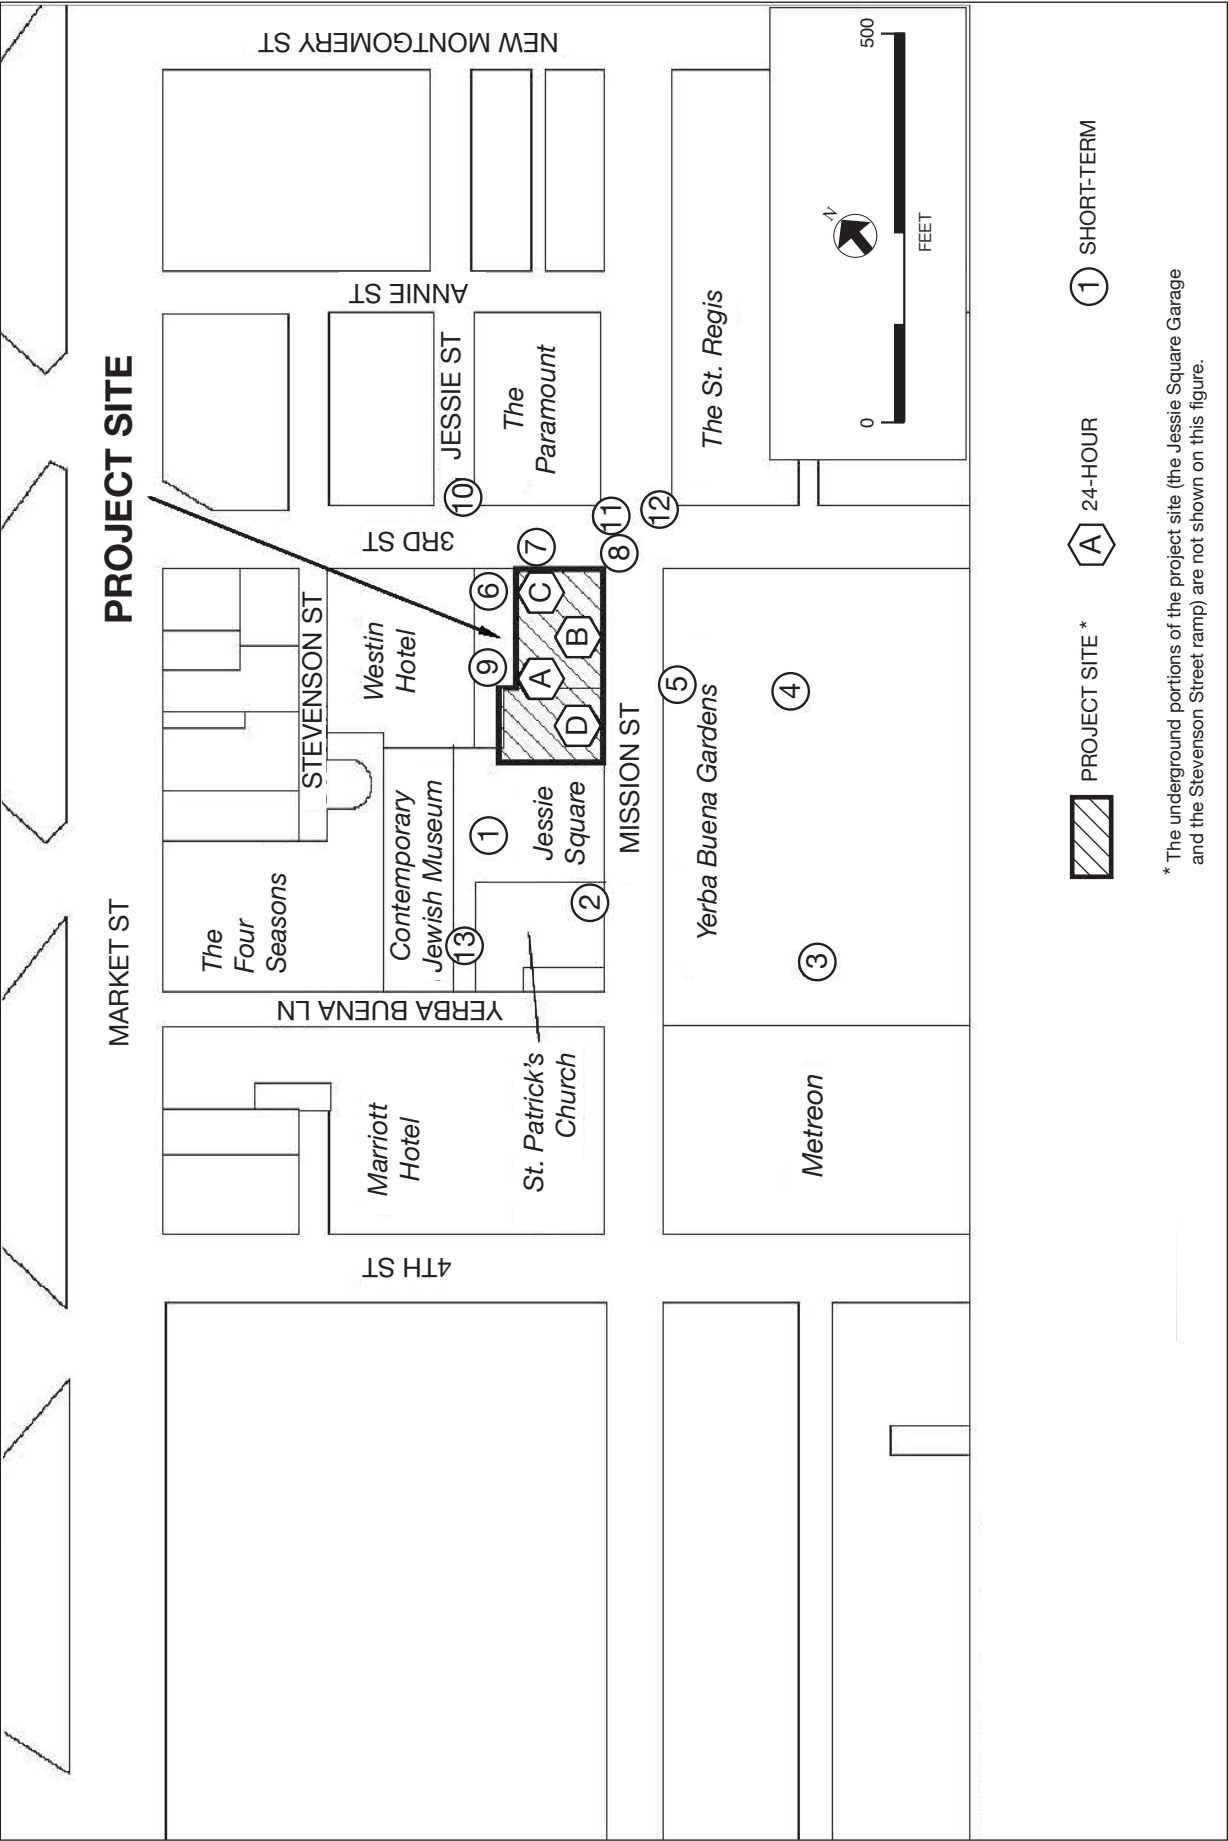 PROJECT SITE
MARKET ST
STEVENSON ST
JESSIE ST
MISSION ST
4TH ST
YERBA BUENA LN
3RD ST
ANNIE ST
NEW MONTGOMERY ST
The
Four
Seasons
Marriott
Hotel
St. Patrick's
Church
Contemporary
Jewish Museum
Jessie
Square
Westin
Hotel
The
Paramount
The St. Regis
Yerba Buena Gardens
Metreon
1
2
3
4
5
6
7
8
9
10
11
12
13
A
B
C
D
N
0
500
FEET
PROJECT SITE *
A 24-HOUR
1 SHORT-TERM
* The underground portions of the project site (the Jessie Square Garage
and the Stevenson Street ramp) are not shown on this figure.